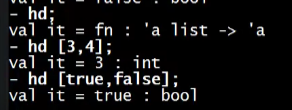 val it = false : bool
- hd;
val it = fn : 'a list -> 'a
- hd [3,4];
val it = 3 : int
- hd [true,false];
val it = true : bool